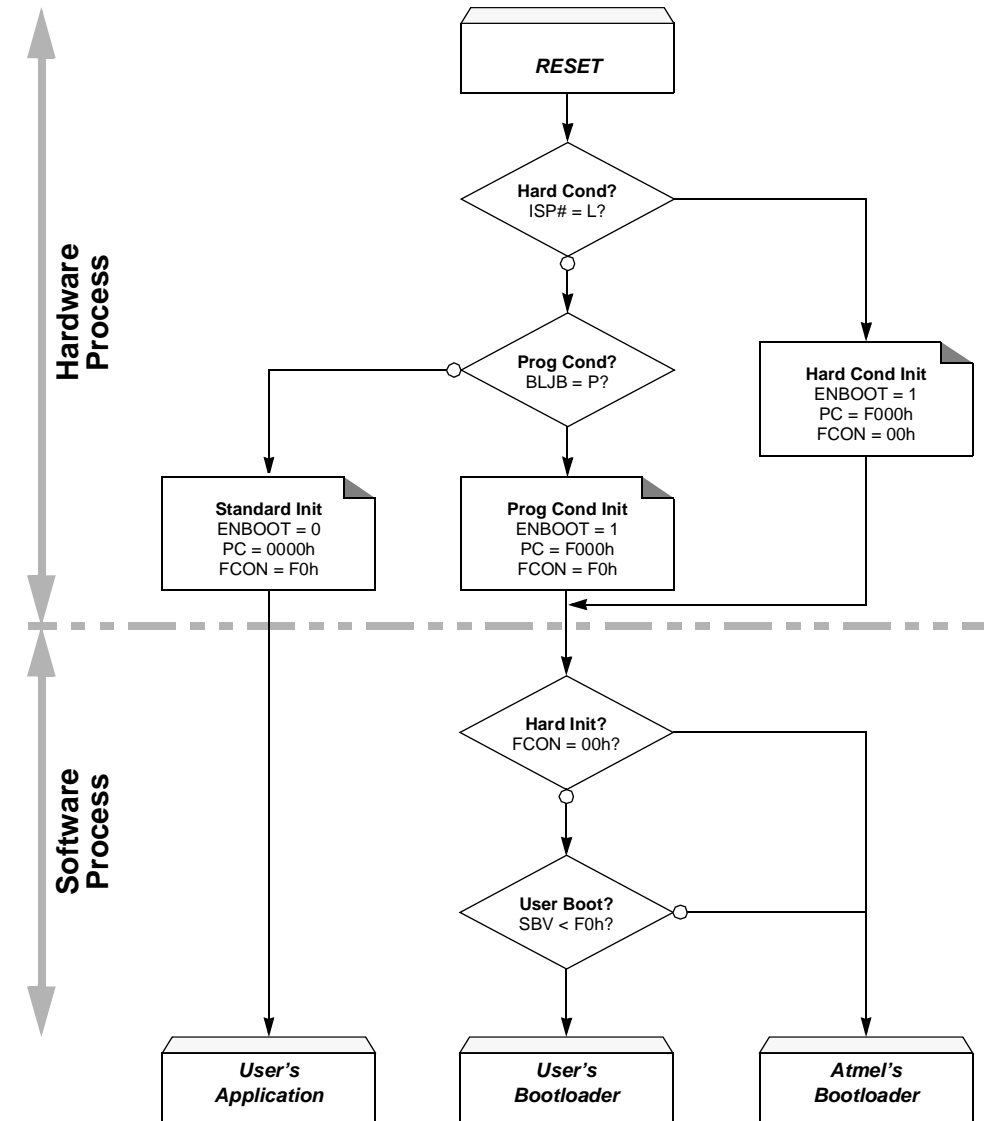 RESET
Hard Cond?
ISP# = L?
Hardware
Process
Prog Cond?
BLJB = P?
Hard Cond Init
ENBOOT = 1
PC = F000h
FCON = 00h
Standard Init
ENBOOT = 0
PC = 0000h
FCON = F0h
Prog Cond Init
ENBOOT = 1
PC = F000h
FCON = F0h
Software
Process
Hard Init?
FCON = 00h?
User Boot?
SBV < F0h?
User's
Application
User's
Bootloader
Atmel's
Bootloader